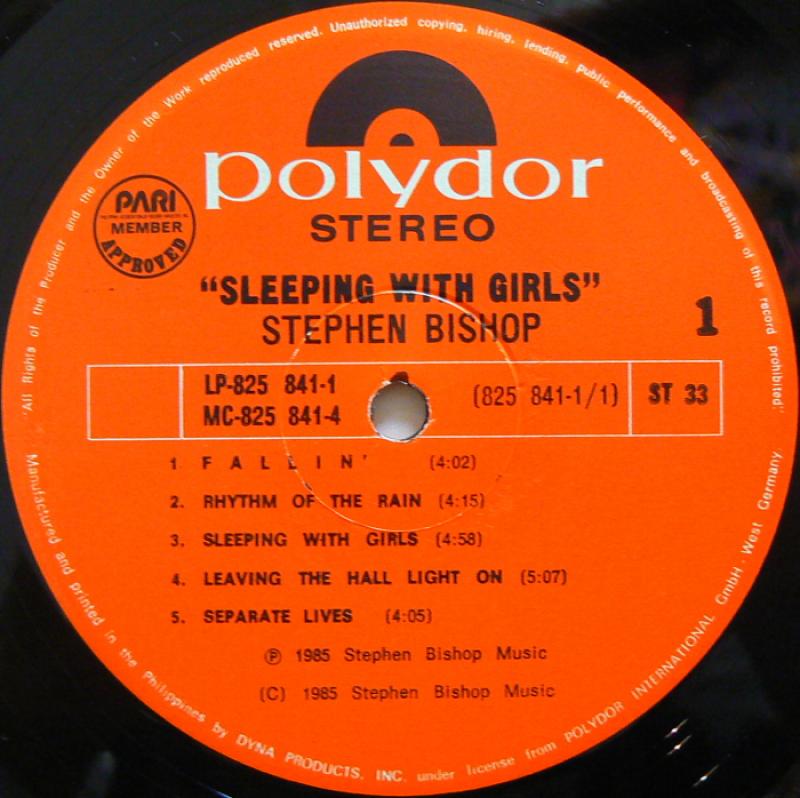 "All Rights of the Producer and the Owner of the Work reproduced reserved. Unauthorized copying, hiring, lending, public performance and broadcasting of this record prohibited"
polydor
STEREO
PARI
MEMBER
APPROVED
"SLEEPING WITH GIRLS"
STEPHEN BISHOP
1
LP-825 841-1
MC-825 841-4
(825 841-1/1)
ST 33
1 FALLIN' (4:02)
2. RHYTHM OF THE RAIN (4:15)
3. SLEEPING WITH GIRLS (4:58)
4. LEAVING THE HALL LIGHT ON (5:07)
5. SEPARATE LIVES (4:05)
℗ 1985 Stephen Bishop Music
(C) 1985 Stephen Bishop Music
Manufactured and printed in the Philippines by DYNA PRODUCTS, INC. under license from POLYDOR INTERNATIONAL GmbH. West Germany.